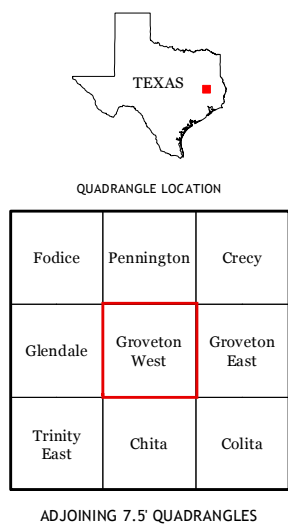 TEXAS
QUADRANGLE LOCATION
Fodice
Pennington
Crecy
Glendale
Groveton
West
Groveton
East
Trinity
East
Chita
Colita
ADJOINING 7.5' QUADRANGLES